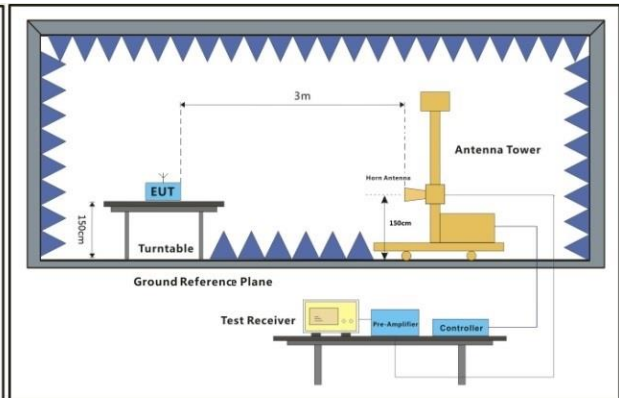 3m
Antenna Tower
Horn Antenna
EUT
150cm
150cm
Turntable
Ground Reference Plane
Test Receiver
Pre-Amplifier
Controller